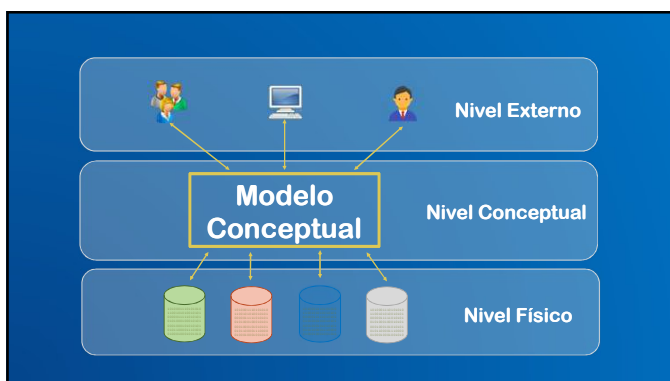 Nivel Externo
Modelo
Conceptual
Nivel Conceptual
Nivel Físico